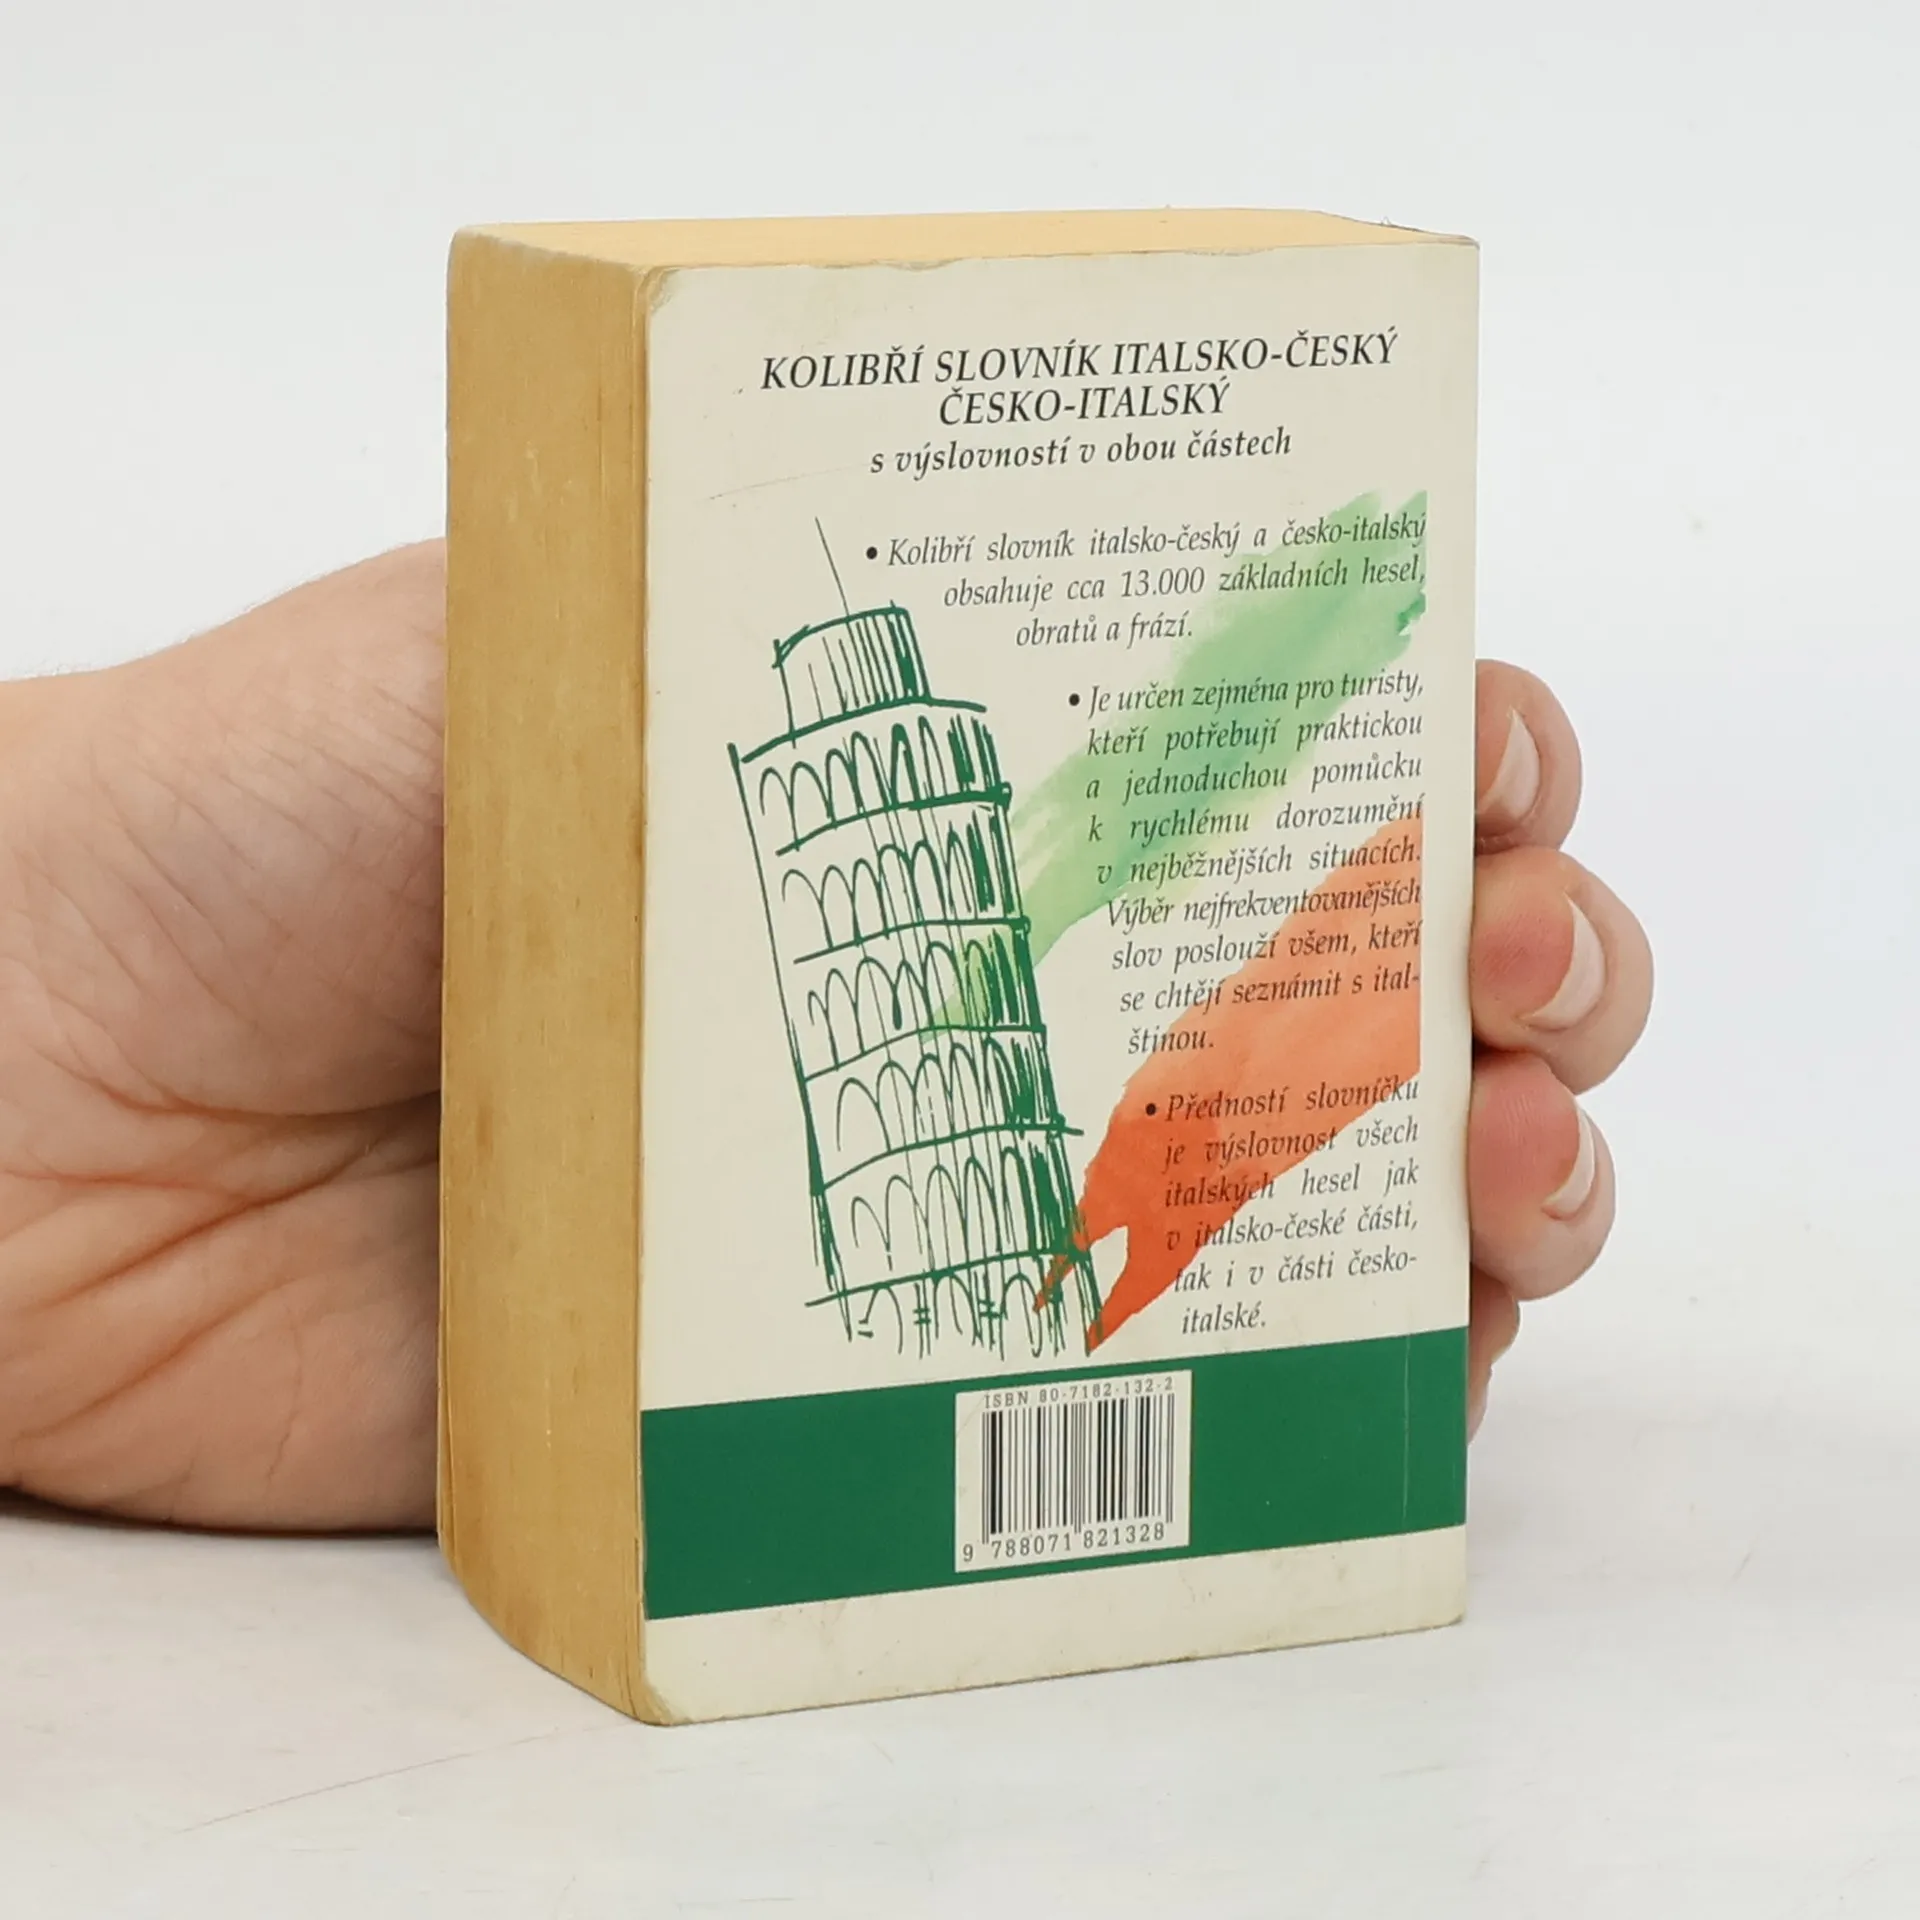 KOLIBŘÍ SLOVNÍK ITALSKO-ČESKÝ
ČESKO-ITALSKÝ
s výslovností v obou částech
• Kolibří slovník italsko-český a česko-italský
obsahuje cca 13.000 základních hesel,
obratů a frází.
• Je určen zejména pro turisty,
kteří potřebují praktickou
a jednoduchou pomůcku
k rychlému dorozumění
v nejběžnějších situacích.
Výběr nejfrekventovanějších
slov poslouží všem, kteří
se chtějí seznámit s ital-
štinou.
• Předností slovníčku
je výslovnost všech
italských hesel jak
v italsko-české části,
tak i v části česko-
italské.
ISBN 80-7182-132-2
9 788071 821328